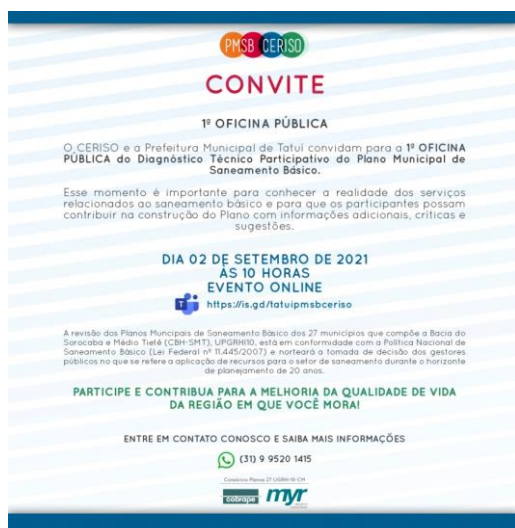 PMSB CERISO
CONVITE
1ª OFICINA PÚBLICA
O CERISO e a Prefeitura Municipal de Tatuí convidam para a 1ª OFICINA
PÚBLICA do Diagnóstico Técnico Participativo do Plano Municipal de
Saneamento Básico.
Esse momento é importante para conhecer a realidade dos serviços
relacionados ao saneamento básico e para que os participantes possam
contribuir na construção do Plano com informações adicionais, críticas e
sugestões.
DIA 02 DE SETEMBRO DE 2021
ÀS 10 HORAS
EVENTO ONLINE
https://is.gd/tatuipmsbceriso
A revisão dos Planos Muncipais de Saneamento Básico dos 27 municípios que compõe a Bacia do
Sorocaba e Médio Tietê (CBH-SMT), UPGRHI10, está em conformidade com a Política Nacional de
Saneamento Básico (Lei Federal nº 11.445/2007) e norteará a tomada de decisão dos gestores
públicos no que se refere a aplicação de recursos para o setor de saneamento durante o horizonte
de planejamento de 20 anos.
PARTICIPE E CONTRIBUA PARA A MELHORIA DA QUALIDADE DE VIDA
DA REGIÃO EM QUE VOCÊ MORA!
ENTRE EM CONTATO CONOSCO E SAIBA MAIS INFORMAÇÕES
(31) 9 9520 1415
Consórcio Planos 27 UGRHI-10-CM
cobrape myr